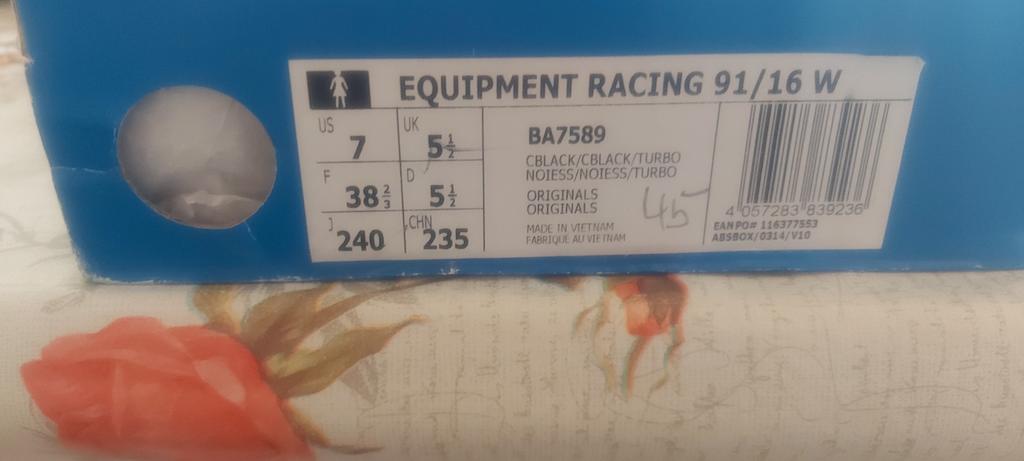 EQUIPMENT RACING 91/16 W
US 7 UK 5½
F 38⅔ D 5½
J 240 CHN 235
BA7589
CBLACK/CBLACK/TURBO
NOIESS/NOIESS/TURBO
ORIGINALS
ORIGINALS
45
MADE IN VIETNAM
FABRIQUE AU VIETNAM
4 057283 839236
EAN PO# 116377553
ABSBOX/0314/V10